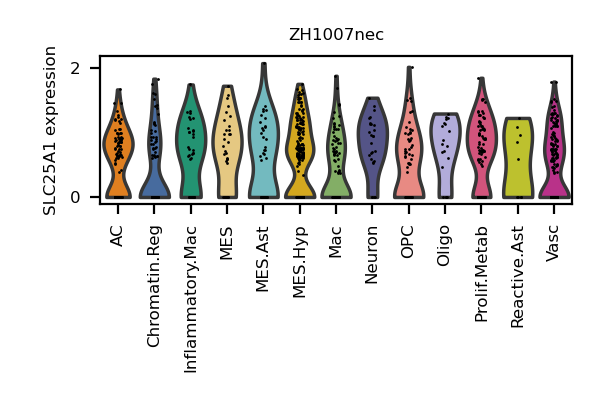 ZH1007nec
SLC25A1 expression
2
0
AC
Chromatin.Reg
Inflammatory.Mac
MES
MES.Ast
MES.Hyp
Mac
Neuron
OPC
Oligo
Prolif.Metab
Reactive.Ast
Vasc